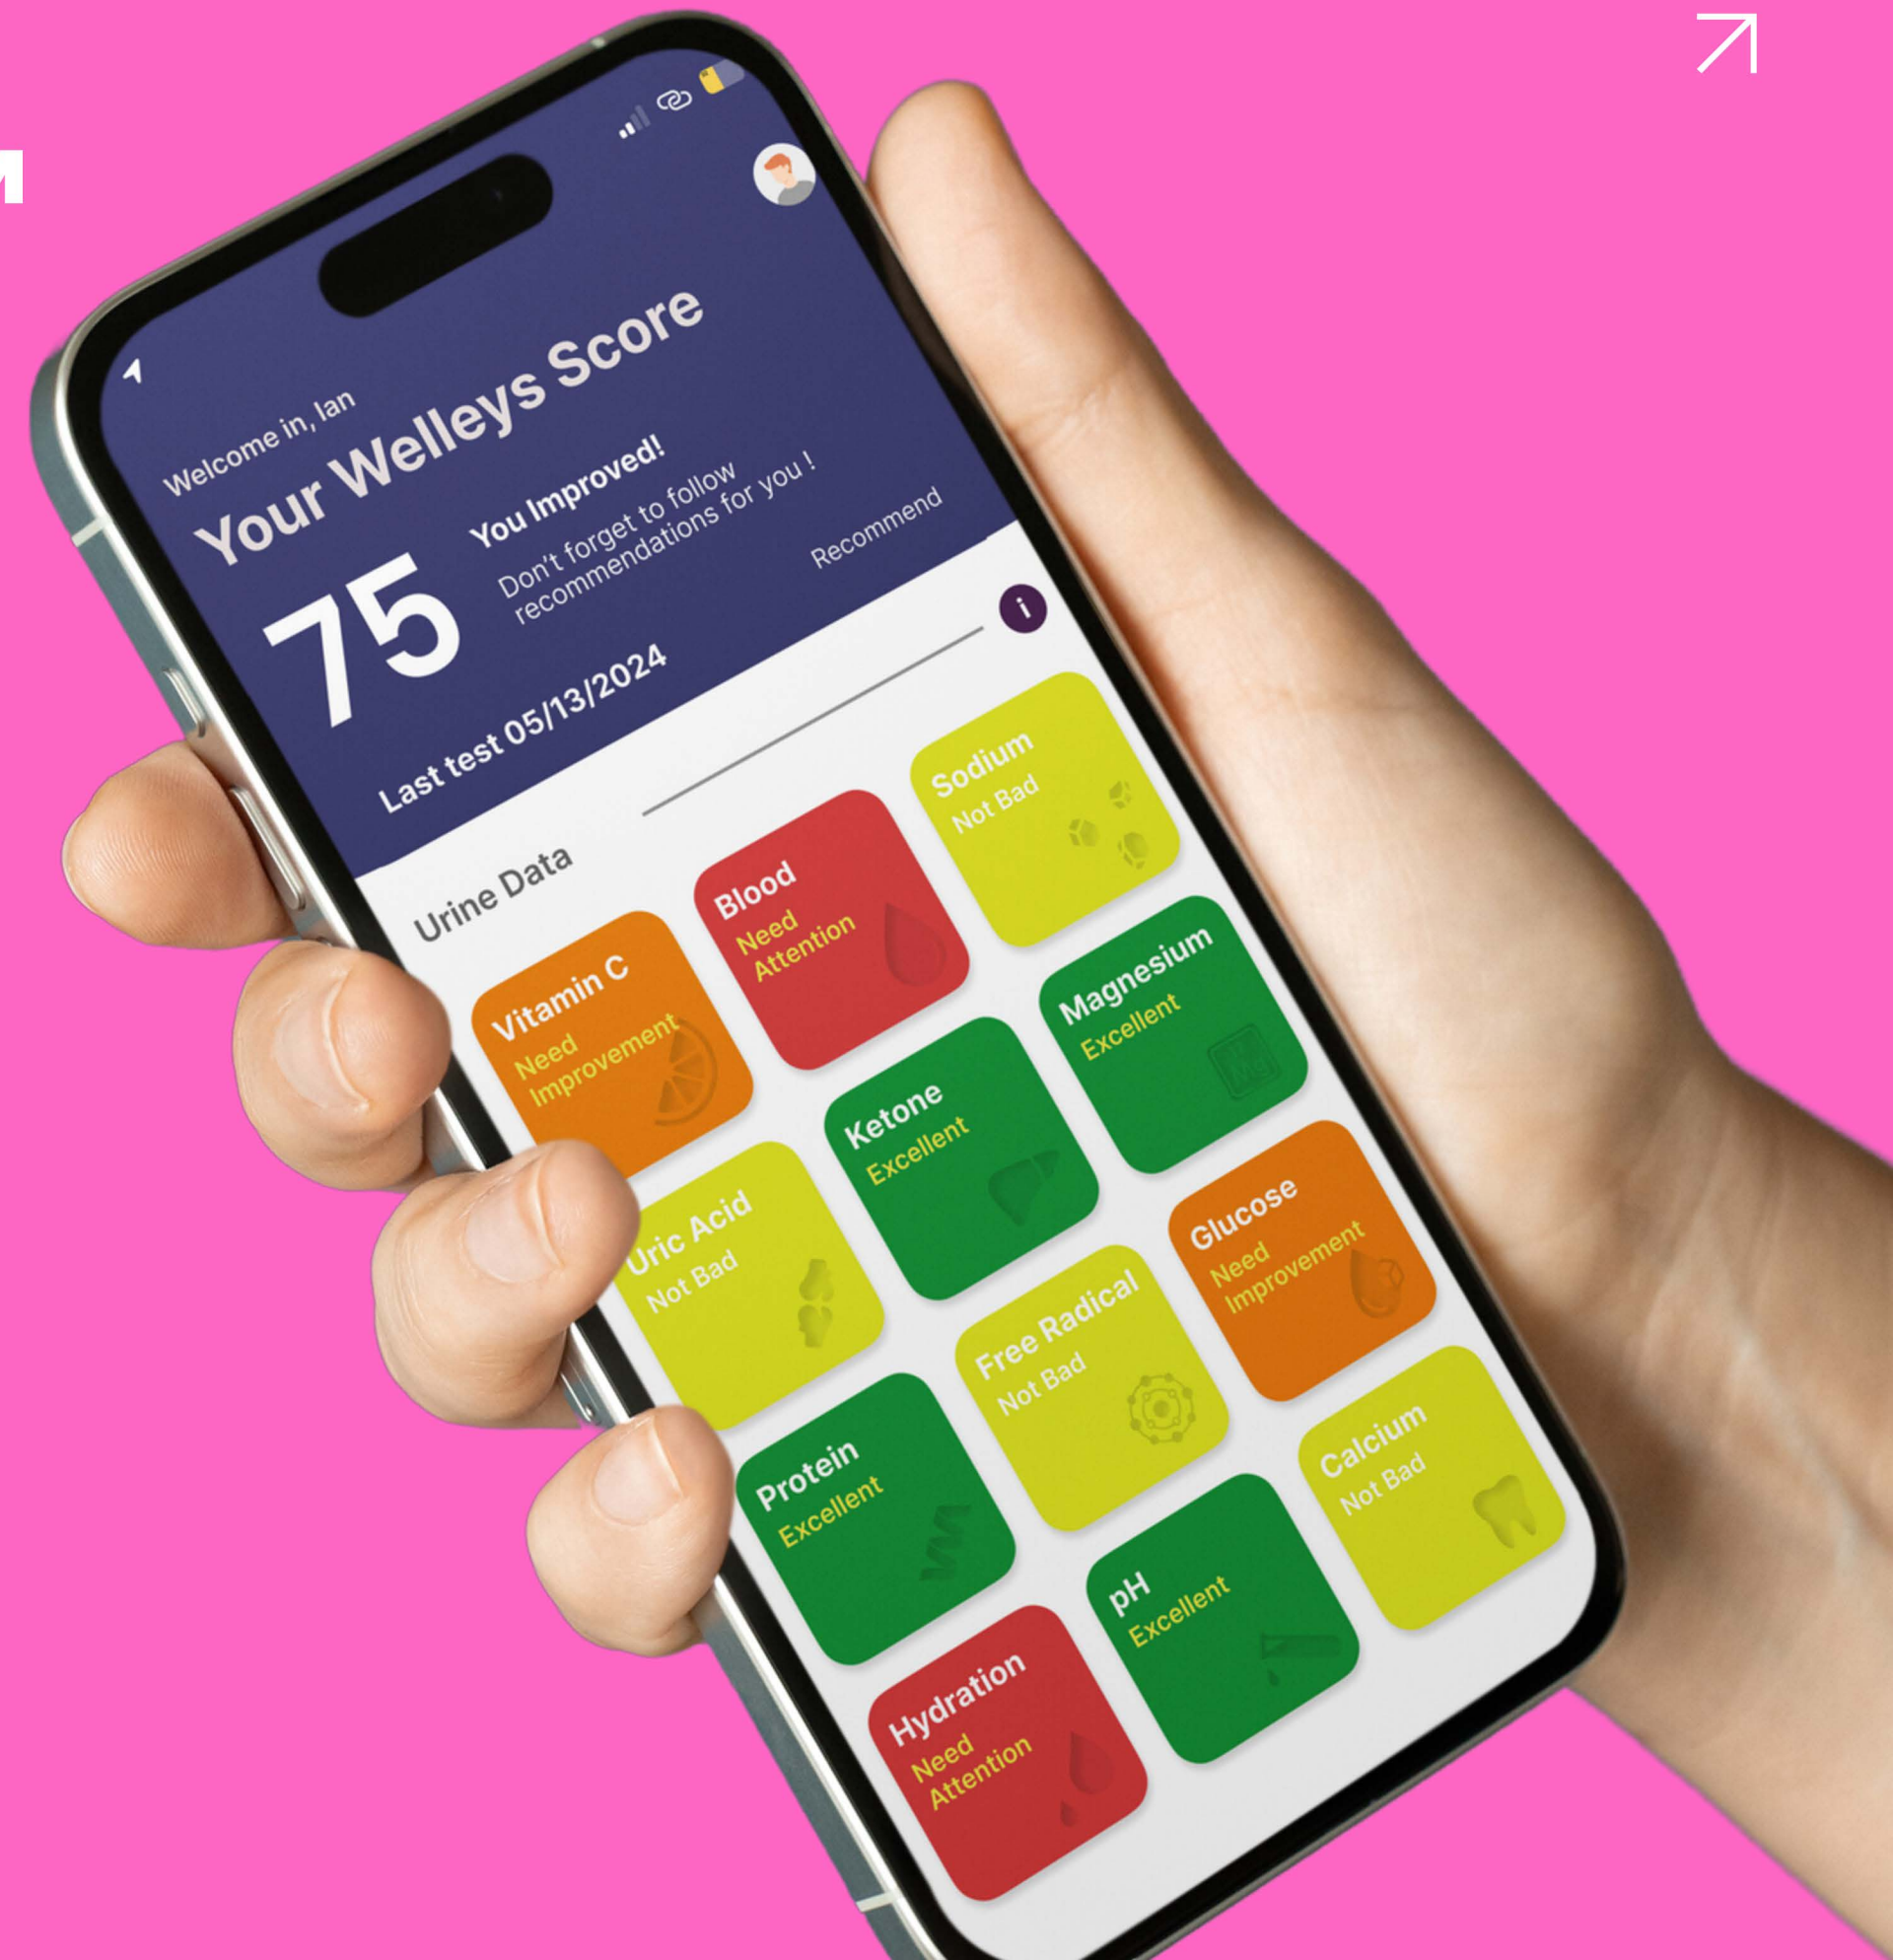 Welcome in, Ian
Your Welleys Score
75
You Improved!
Don't forget to follow
recommendations for you !
Recommend
Last test 05/13/2024
i
Urine Data
Vitamin C
Need
Improvement
Blood
Need
Attention
Sodium
Not Bad
Uric Acid
Not Bad
Ketone
Excellent
Magnesium
Excellent
Protein
Excellent
Free Radical
Not Bad
Glucose
Need
Improvement
Hydration
Need
Attention
pH
Excellent
Calcium
Not Bad